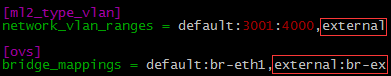 [ml2_type_vlan]
network_vlan_ranges = default:3001:4000,external
[ovs]
bridge_mappings = default:br-eth1,external:br-ex